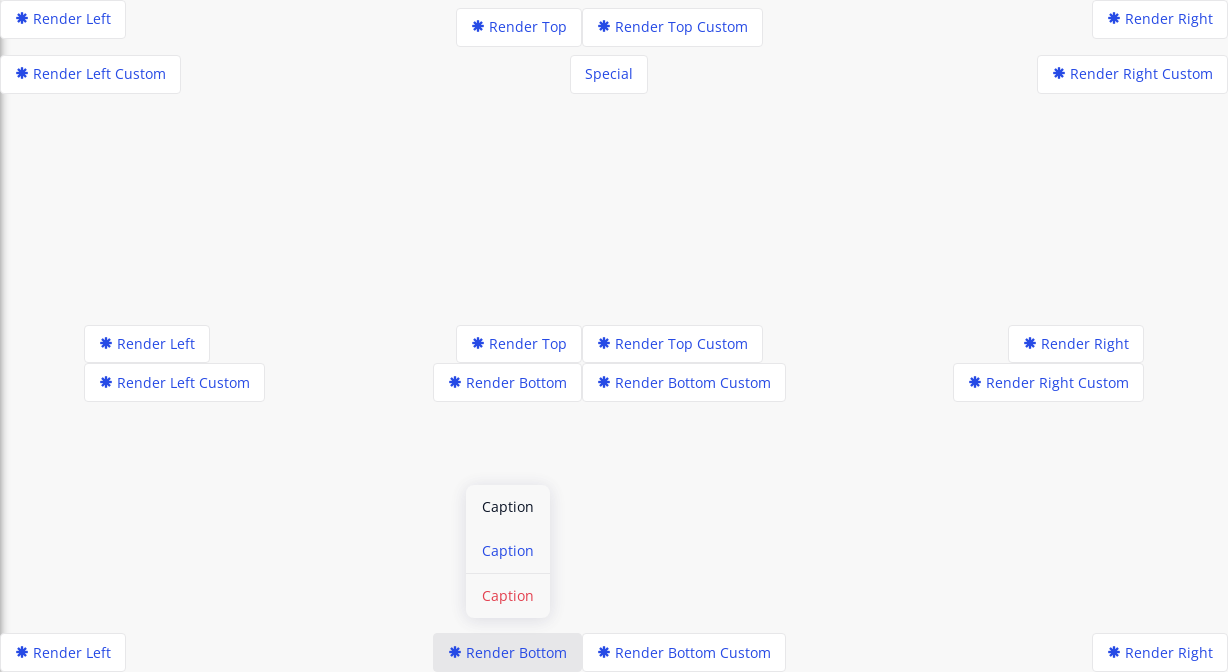 Render Left
Render Top
Render Top Custom
Render Right
Render Left Custom
Special
Render Right Custom
Render Left
Render Top
Render Top Custom
Render Right
Render Left Custom
Render Bottom
Render Bottom Custom
Render Right Custom
Caption
Caption
Caption
Render Left
Render Bottom
Render Bottom Custom
Render Right